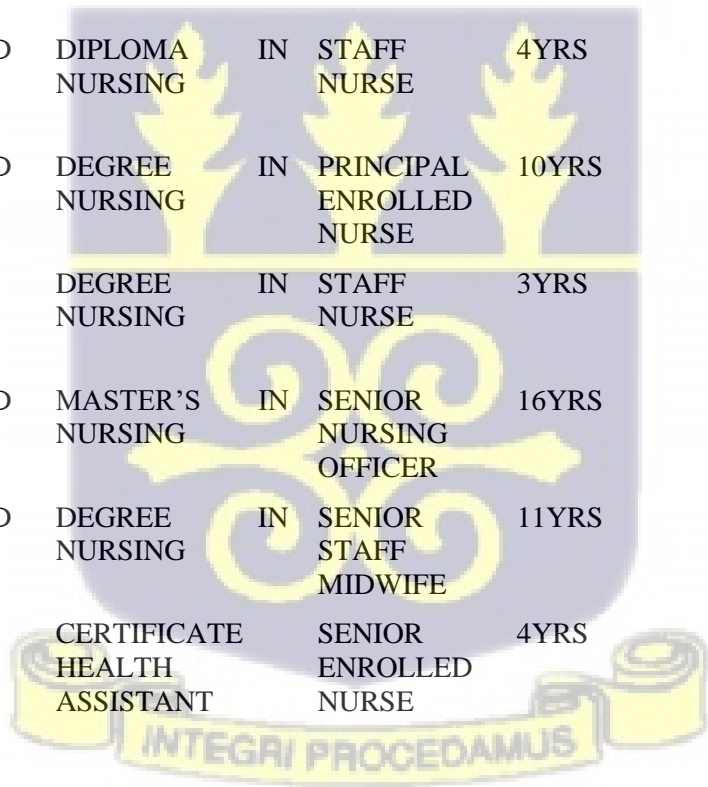 D DIPLOMA IN STAFF 4YRS
NURSING NURSE
D DEGREE IN PRINCIPAL 10YRS
NURSING ENROLLED
NURSE
DEGREE IN STAFF 3YRS
NURSING NURSE
D MASTER’S IN SENIOR 16YRS
NURSING NURSING
OFFICER
D DEGREE IN SENIOR 11YRS
NURSING STAFF
MIDWIFE
CERTIFICATE SENIOR 4YRS
HEALTH ENROLLED
ASSISTANT NURSE
INTEGRI PROCEDAMUS